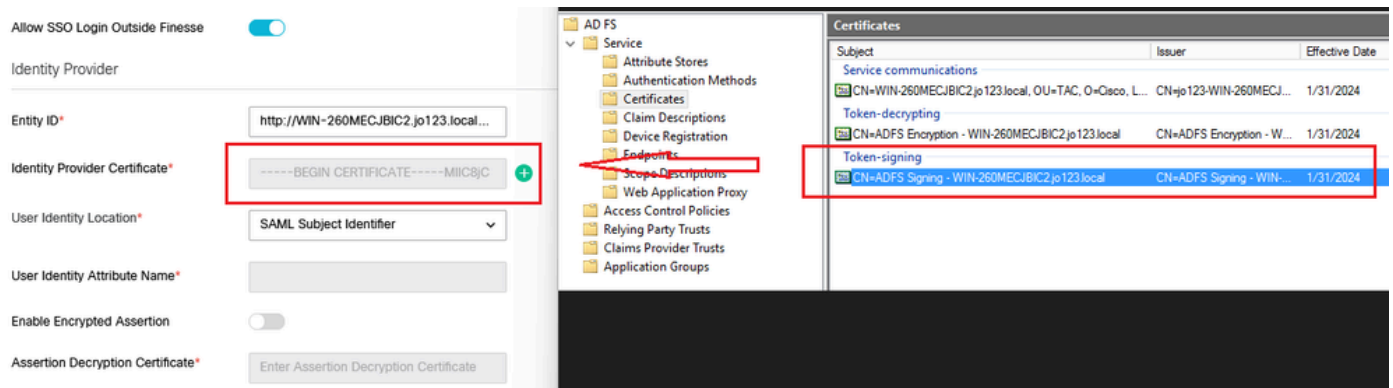 Allow SSO Login Outside Finesse
Identity Provider
Entity ID*
http://WIN-260MECJBIC2.jo123.local...
Identity Provider Certificate*
-----BEGIN CERTIFICATE-----MIIC8jC
User Identity Location*
SAML Subject Identifier
User Identity Attribute Name*
Enable Encrypted Assertion
Assertion Decryption Certificate*
Enter Assertion Decryption Certificate
AD FS
Service
Attribute Stores
Authentication Methods
Certificates
Claim Descriptions
Device Registration
Endpoints
Scope Descriptions
Web Application Proxy
Access Control Policies
Relying Party Trusts
Claims Provider Trusts
Application Groups
Certificates
Subject Issuer Effective Date
Service communications
CN=WIN-260MECJBIC2.jo123.local, OU=TAC, O=Cisco, L... CN=jo123-WIN-260MECJ... 1/31/2024
Token-decrypting
CN=ADFS Encryption - WIN-260MECJBIC2.jo123.local CN=ADFS Encryption - W... 1/31/2024
Token-signing
CN=ADFS Signing - WIN-260MECJBIC2.jo123.local CN=ADFS Signing - WIN-... 1/31/2024